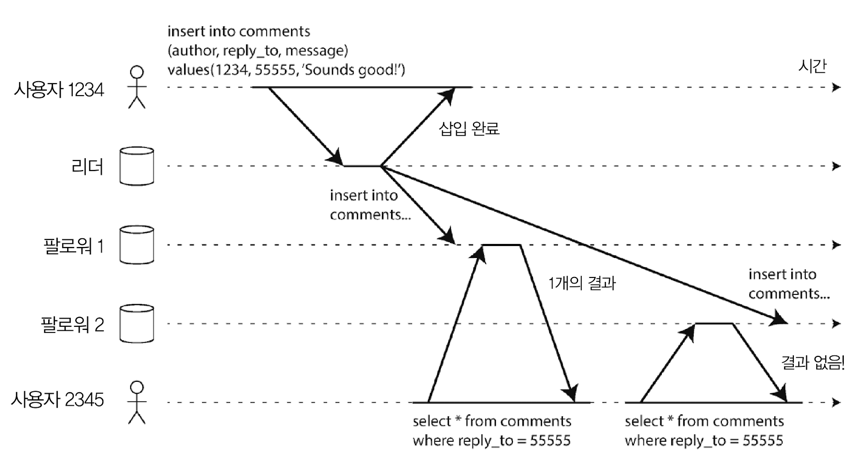 insert into comments
(author, reply_to, message)
values(1234, 55555, ‘Sounds good!’)
시간
사용자 1234
삽입 완료
리더
insert into
comments...
팔로워 1
1개의 결과
insert into
comments...
팔로워 2
결과 없음!
사용자 2345
select * from comments
where reply_to = 55555
select * from comments
where reply_to = 55555